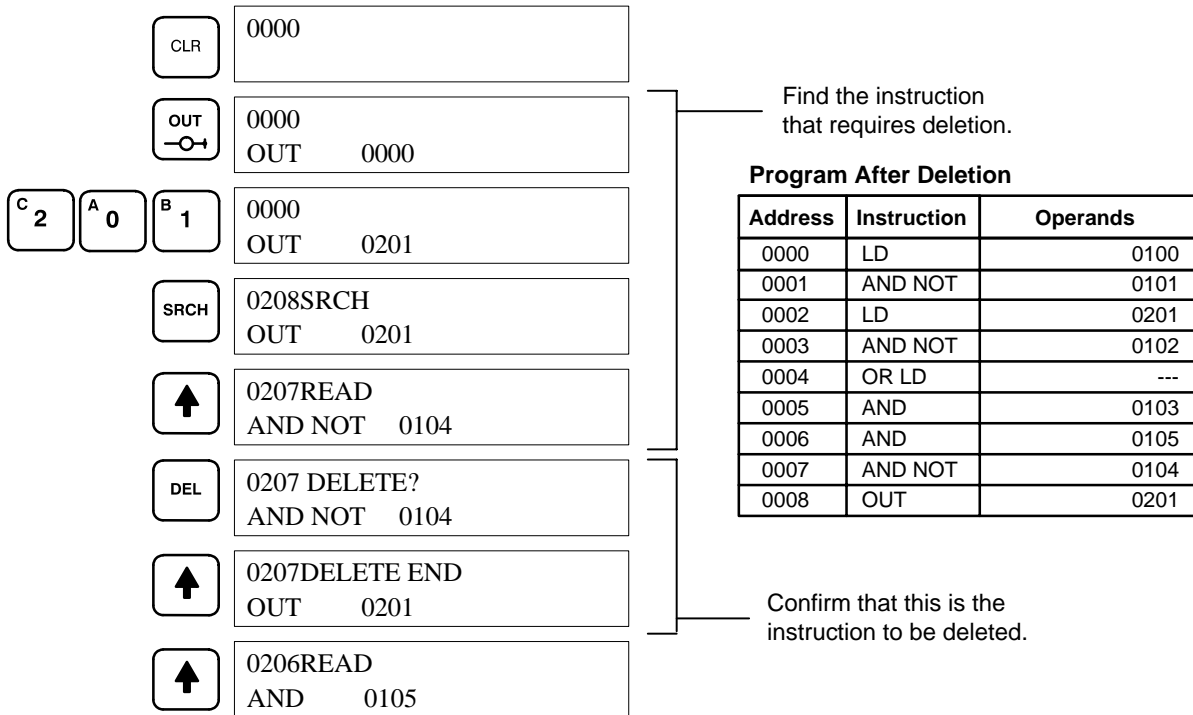 CLR
0000
OUT
0000
OUT 0000
C 2 A 0 B 1
0000
OUT 0201
SRCH
0208SRCH
OUT 0201
0207READ
AND NOT 0104
DEL
0207 DELETE?
AND NOT 0104
0207DELETE END
OUT 0201
0206READ
AND 0105
Find the instruction
that requires deletion.
Program After Deletion
Address Instruction Operands
0000 LD 0100
0001 AND NOT 0101
0002 LD 0201
0003 AND NOT 0102
0004 OR LD ---
0005 AND 0103
0006 AND 0105
0007 AND NOT 0104
0008 OUT 0201
Confirm that this is the
instruction to be deleted.